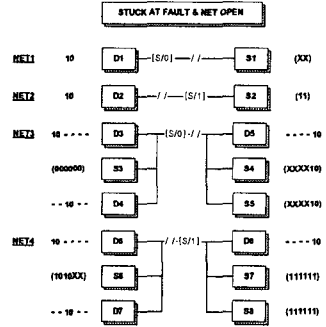 STUCK AT FAULT & NET OPEN
NET1 10 D1 [S/0] / / S1 (XX)
NET2 10 D2 / / [S/1] S2 (11)
NET3 10 - - - - D3 [S/0] - / / D5 - - - - 10
(000000) S3 S4 (XXXX10)
- - 10 - - D4 S5 (XXXX10)
NET4 10 - - - - D6 / / - [S/1] D8 - - - - 10
(1010XX) S6 S7 (111111)
- - 10 - - D7 S8 (111111)